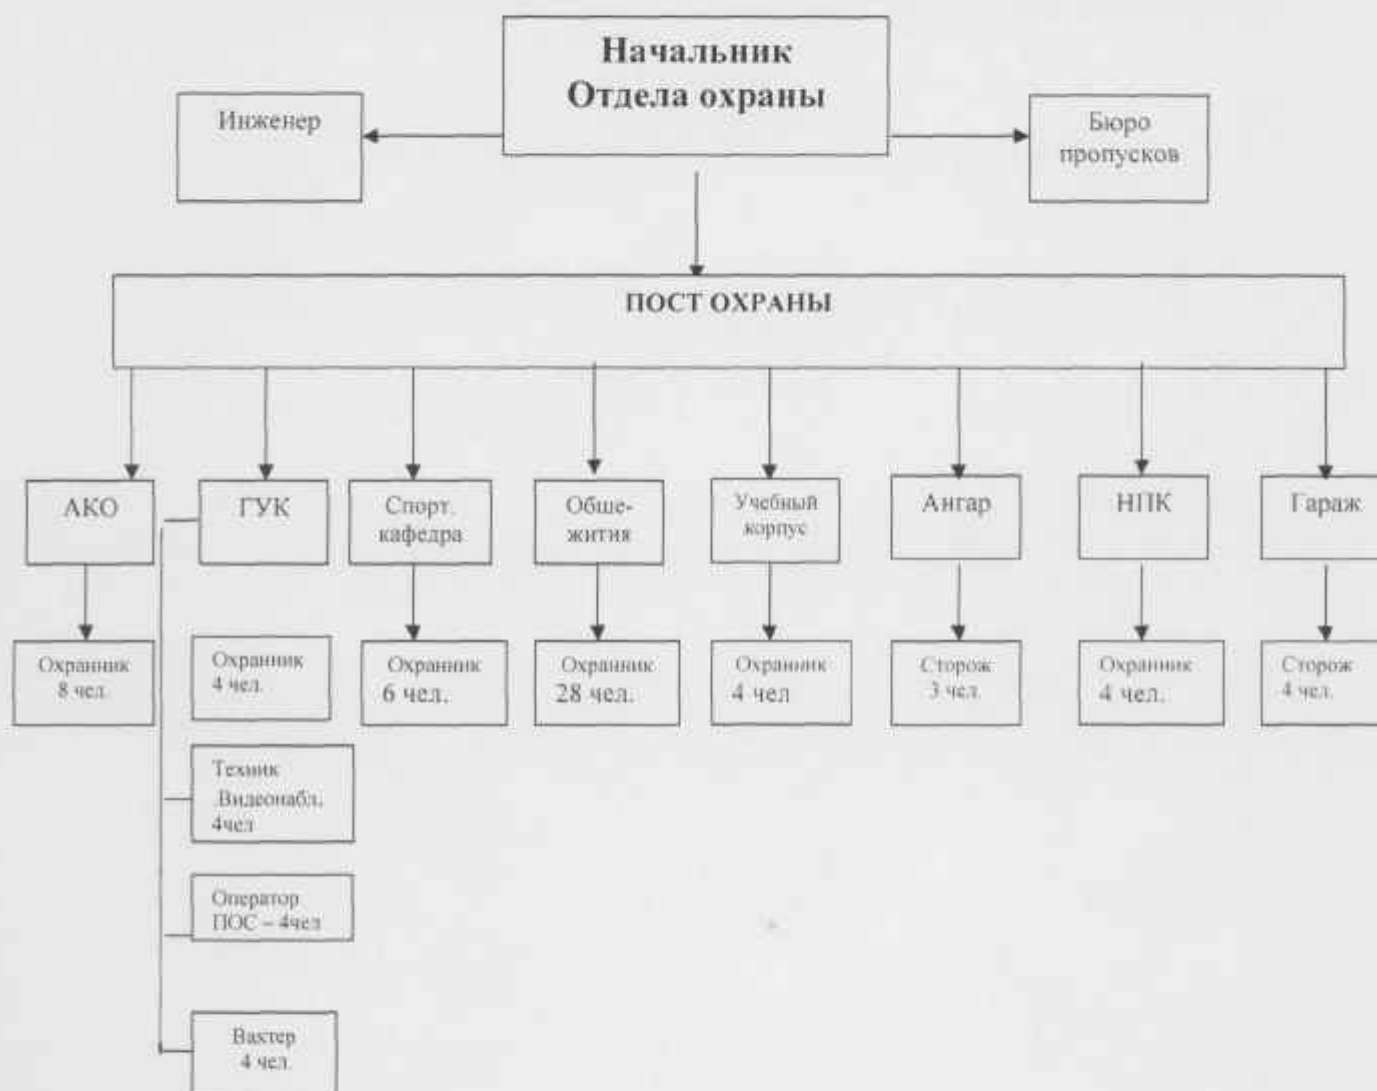 Начальник
Отдела охраны
Инженер
Бюро
пропусков
ПОСТ ОХРАНЫ
АКО
ГУК
Спорт.
кафедра
Обще-
жития
Учебный
корпус
Ангар
НПК
Гараж
Охранник
8 чел.
Охранник
4 чел.
Охранник
6 чел.
Охранник
28 чел.
Охранник
4 чел
Сторож
3 чел.
Охранник
4 чел.
Сторож
4 чел.
Техник
.Видеонабл.
4чел
Оператор
ПОС – 4чел
Вахтер
4 чел.